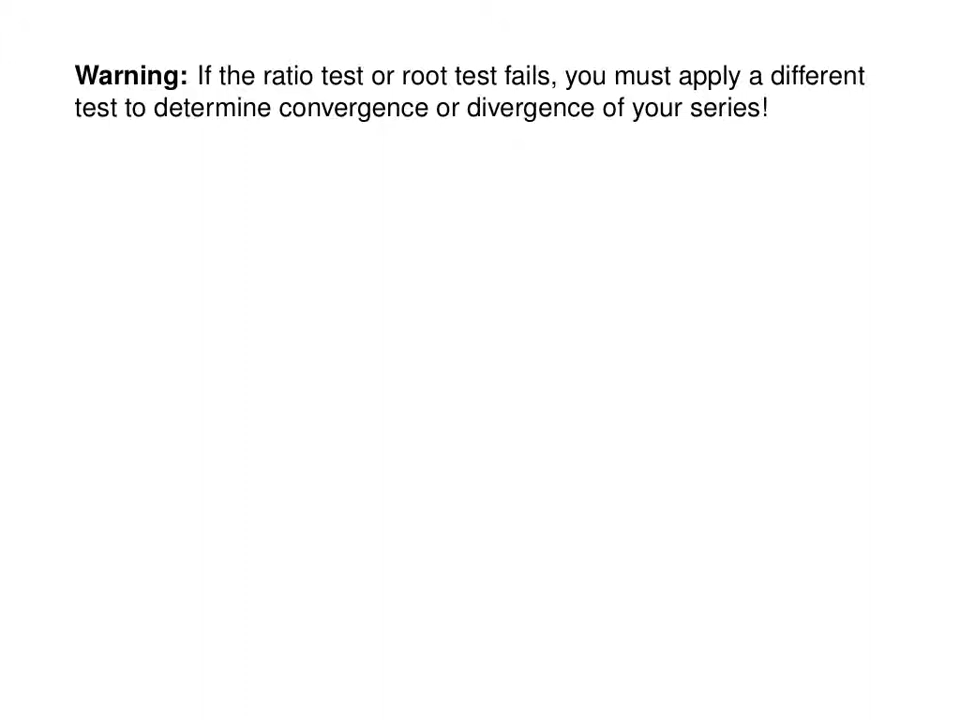 Warning: If the ratio test or root test fails, you must apply a different
test to determine convergence or divergence of your series!